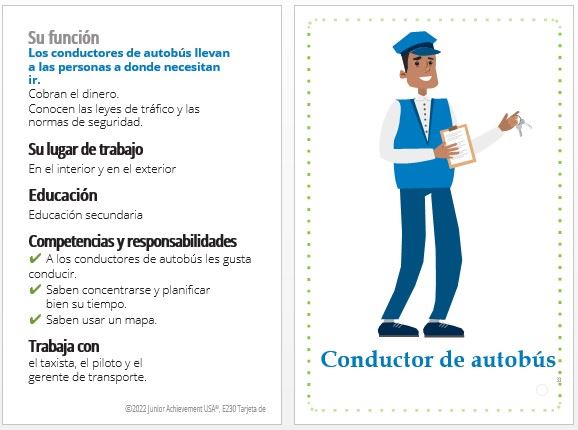 Su función
Los conductores de autobús llevan
a las personas a donde necesitan
ir.
Cobran el dinero.
Conocen las leyes de tráfico y las
normas de seguridad.
Su lugar de trabajo
En el interior y en el exterior
Educación
Educación secundaria
Competencias y responsabilidades
✔ A los conductores de autobús les gusta
conducir.
✔ Saben concentrarse y planificar
bien su tiempo.
✔ Saben usar un mapa.
Trabaja con
el taxista, el piloto y el
gerente de transporte.
©2022 Junior Achievement USA®, E230 Tarjeta de
Conductor de autobús